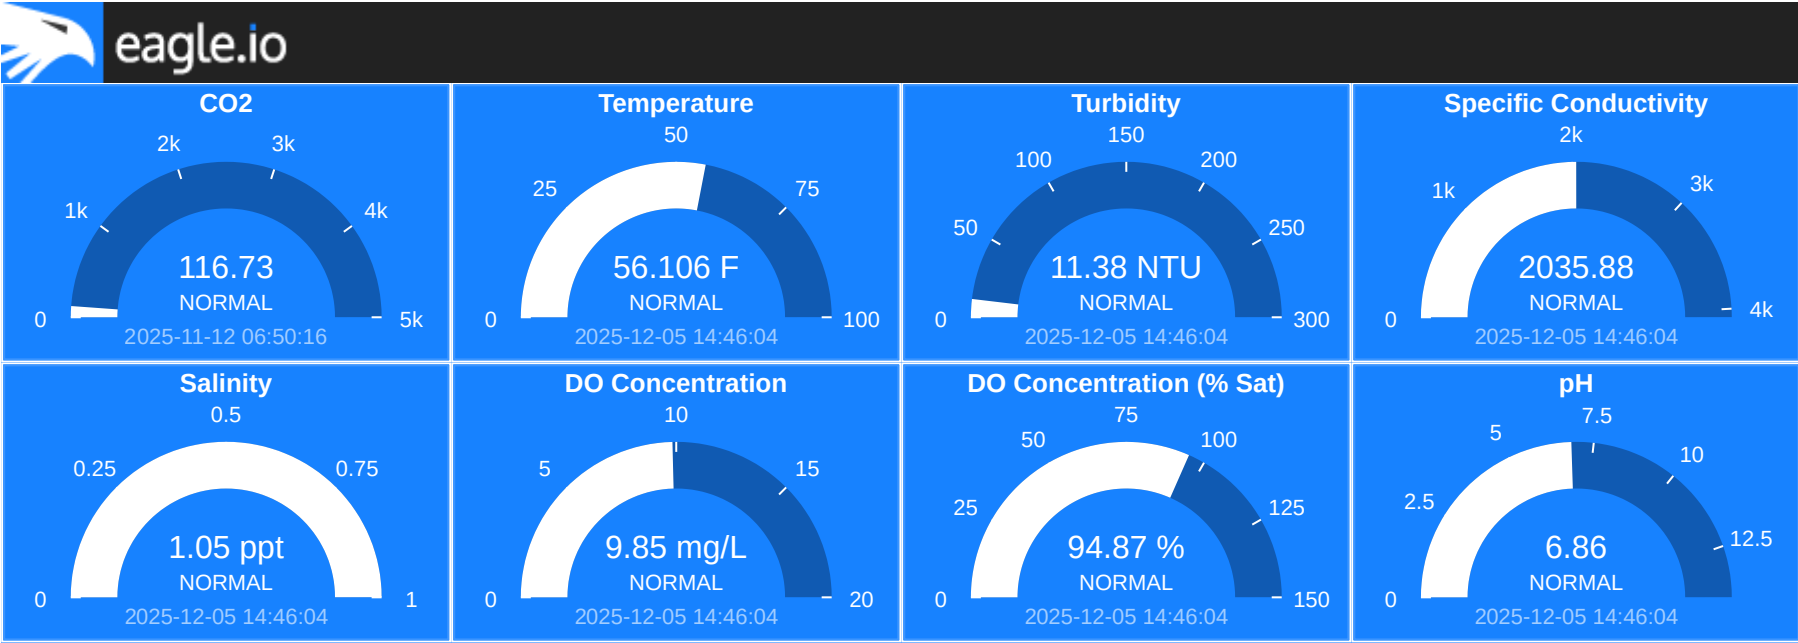 eagle.io
CO2
2k 3k
1k 4k
116.73
NORMAL
0 5k
2025-11-12 06:50:16
Temperature
50
25 75
56.106 F
NORMAL
0 100
2025-12-05 14:46:04
Turbidity
150
100 200
50 250
11.38 NTU
NORMAL
0 300
2025-12-05 14:46:04
Specific Conductivity
2k
1k 3k
2035.88
NORMAL
0 4k
2025-12-05 14:46:04
Salinity
0.5
0.25 0.75
1.05 ppt
NORMAL
0 1
2025-12-05 14:46:04
DO Concentration
10
5 15
9.85 mg/L
NORMAL
0 20
2025-12-05 14:46:04
DO Concentration (% Sat)
75
50 100
25 125
94.87 %
NORMAL
0 150
2025-12-05 14:46:04
pH
7.5
5 10
2.5 12.5
6.86
NORMAL
0
2025-12-05 14:46:04